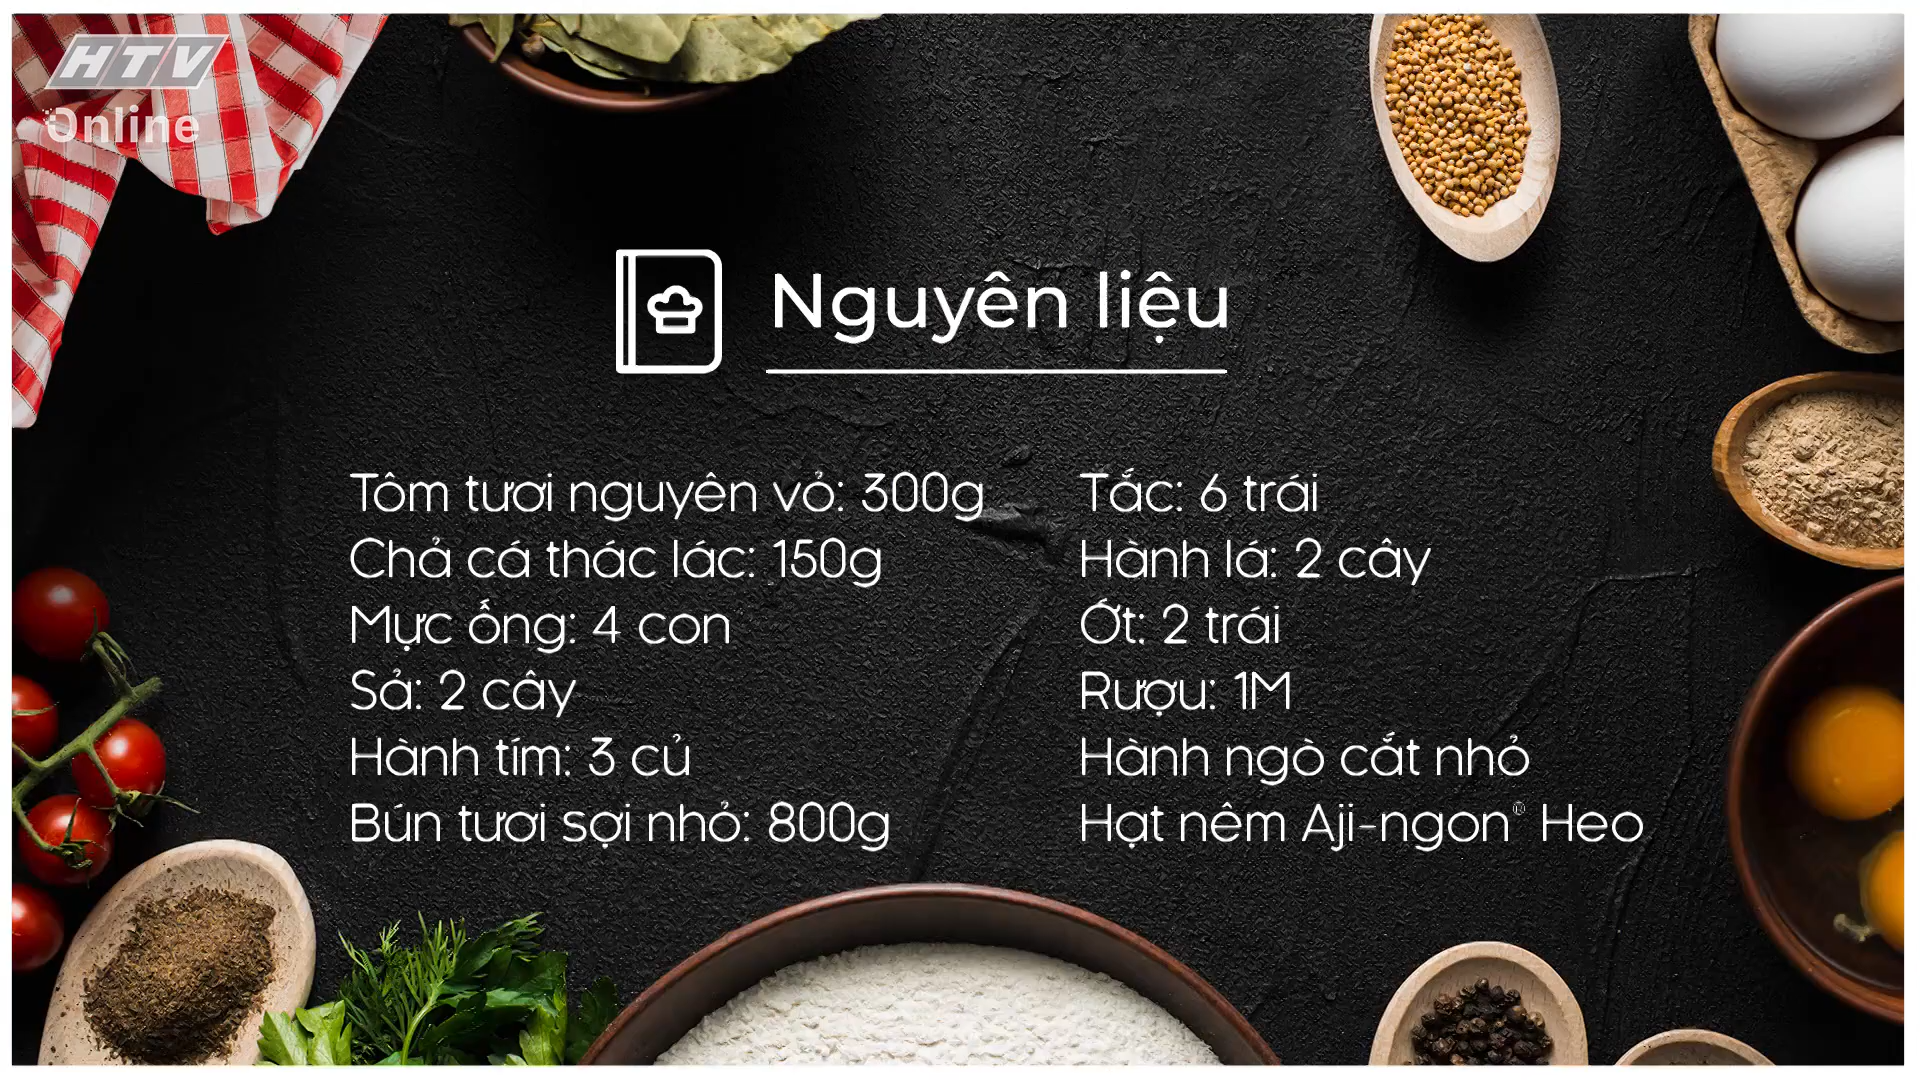 HTV
Online
Nguyên liệu
Tôm tươi nguyên vỏ: 300g
Chả cá thác lác: 150g
Mực ống: 4 con
Sả: 2 cây
Hành tím: 3 củ
Bún tươi sợi nhỏ: 800g
Tắc: 6 trái
Hành lá: 2 cây
Ớt: 2 trái
Rượu: 1M
Hành ngò cắt nhỏ
Hạt nêm Aji-ngon® Heo